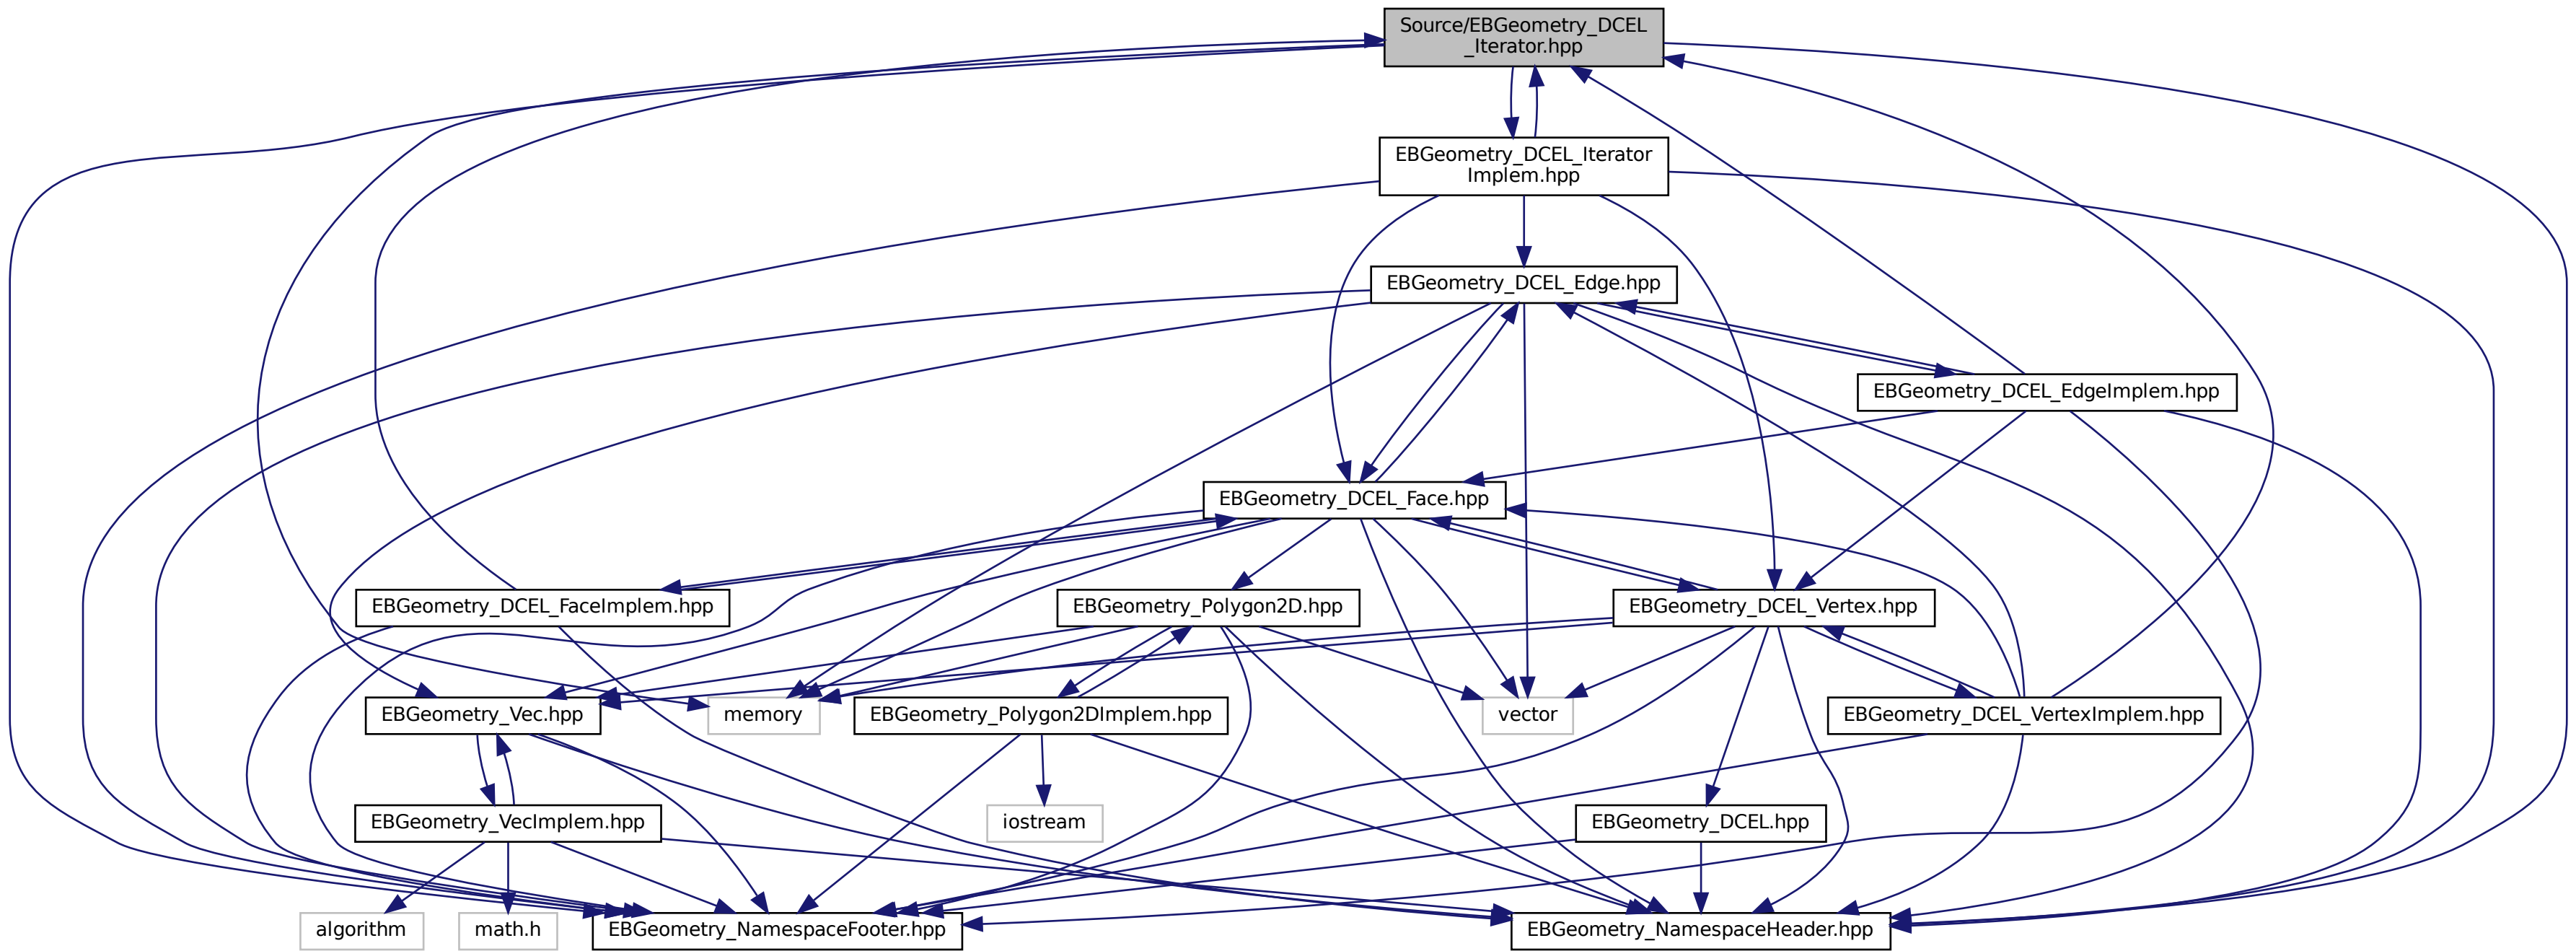 Source/EBGeometry_DCEL
_Iterator.hpp
EBGeometry_DCEL_Iterator
Implem.hpp
EBGeometry_DCEL_Edge.hpp
EBGeometry_DCEL_EdgeImplem.hpp
EBGeometry_DCEL_Face.hpp
EBGeometry_DCEL_FaceImplem.hpp
EBGeometry_Polygon2D.hpp
EBGeometry_DCEL_Vertex.hpp
EBGeometry_Vec.hpp
memory
EBGeometry_Polygon2DImplem.hpp
vector
EBGeometry_DCEL_VertexImplem.hpp
EBGeometry_VecImplem.hpp
iostream
EBGeometry_DCEL.hpp
algorithm
math.h
EBGeometry_NamespaceFooter.hpp
EBGeometry_NamespaceHeader.hpp